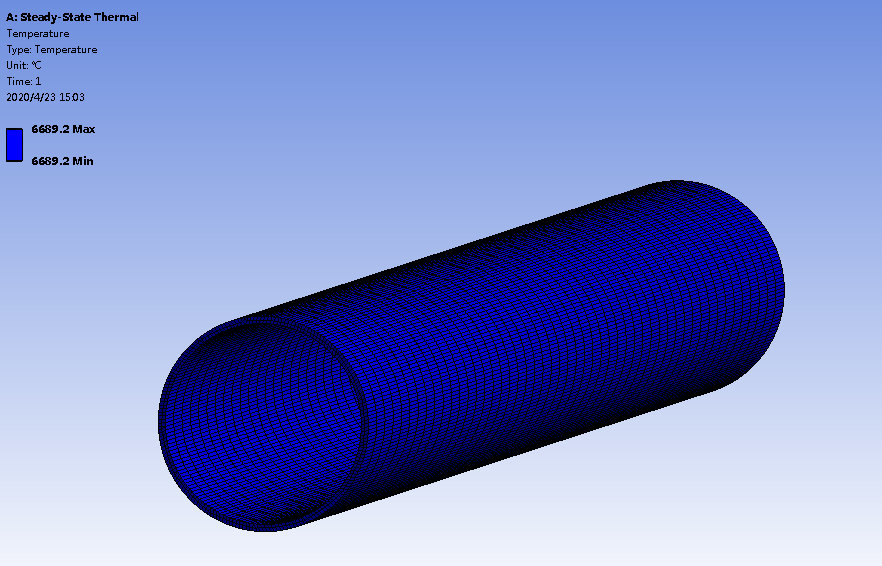 A: Steady-State Thermal
Temperature
Type: Temperature
Unit: °C
Time: 1
2020/4/23 15:03
6689.2 Max
6689.2 Min